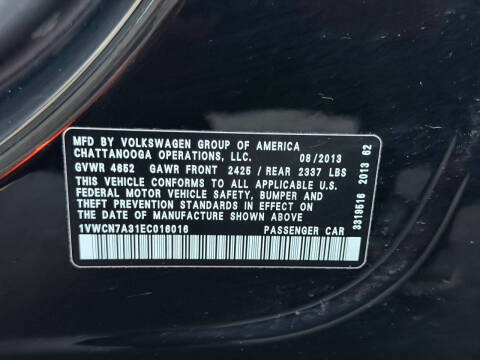 MFD BY VOLKSWAGEN GROUP OF AMERICA
CHATTANOOGA OPERATIONS, LLC. 08/2013
GVWR 4652 GAWR FRONT 2425 / REAR 2337 LBS
THIS VEHICLE CONFORMS TO ALL APPLICABLE U.S.
FEDERAL MOTOR VEHICLE SAFETY, BUMPER AND
THEFT PREVENTION STANDARDS IN EFFECT ON
THE DATE OF MANUFACTURE SHOWN ABOVE
1VWCN7A31EC016016 PASSENGER CAR
3319516 2013 62